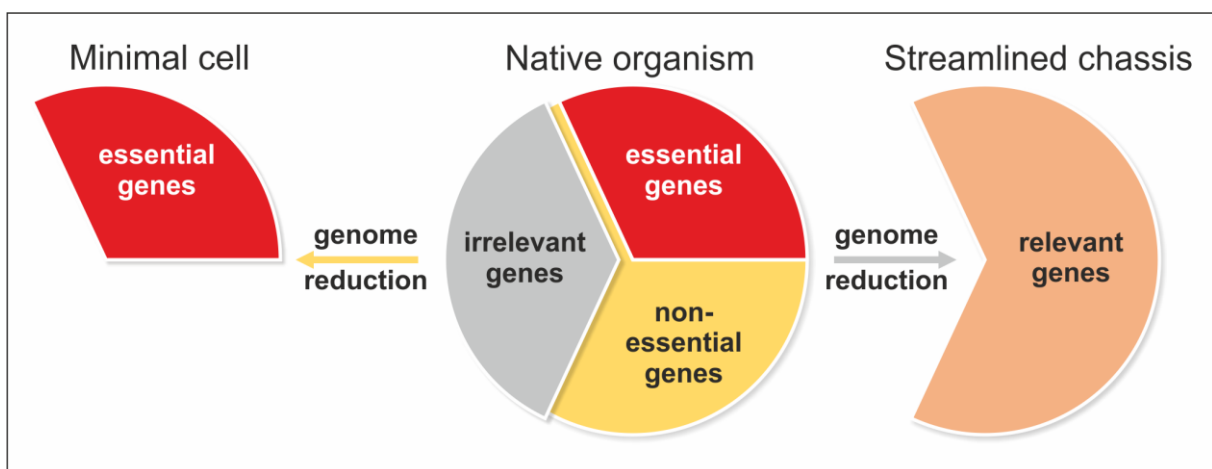 Minimal cell
essential
genes
genome
reduction
Native organism
essential
genes
irrelevant
genes
non-
essential
genes
genome
reduction
Streamlined chassis
relevant
genes